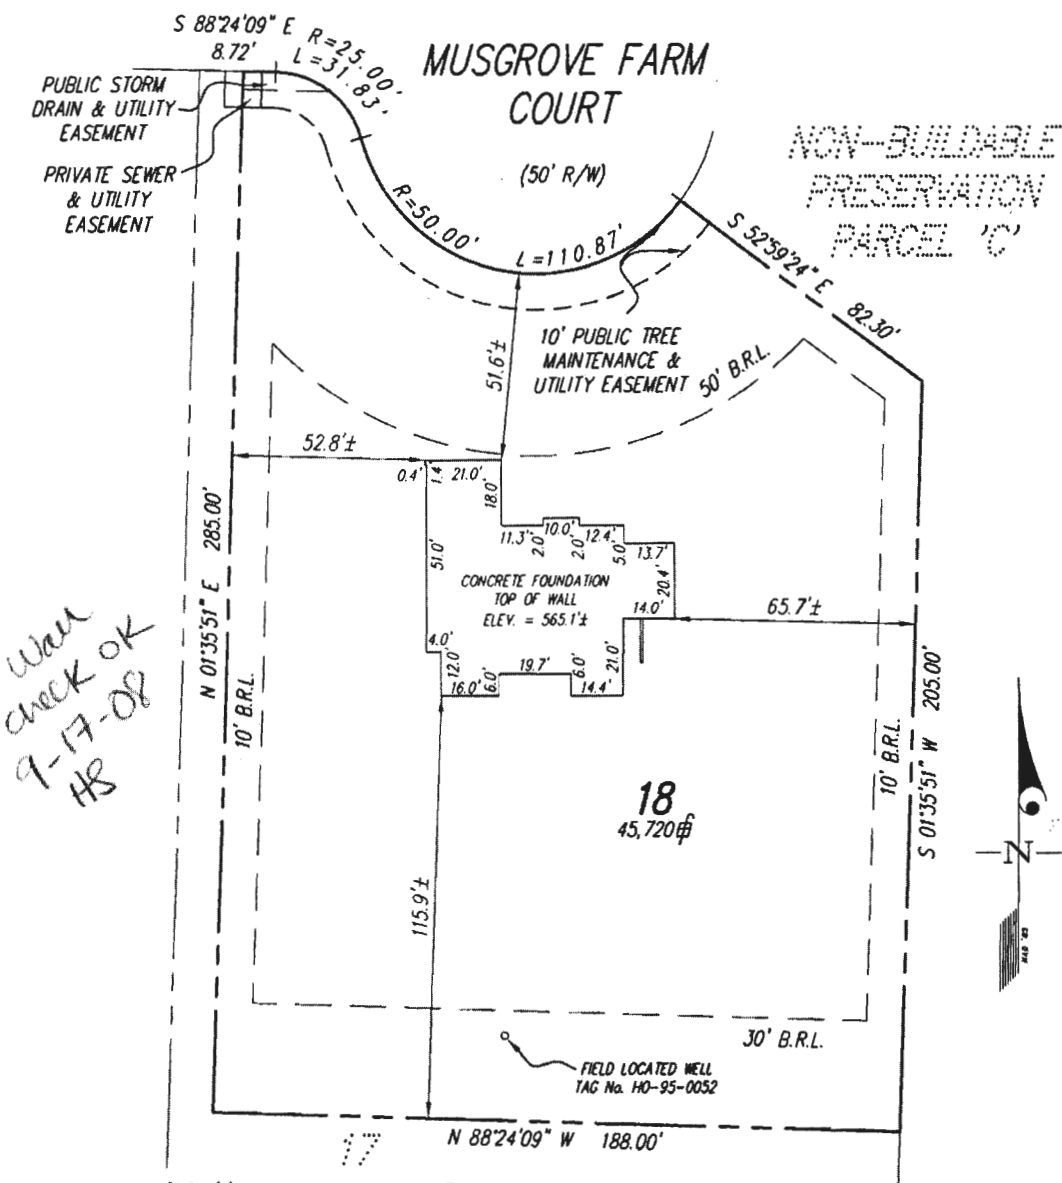 S 88°24'09" E
8.72'
R=25.00'
L=31.83'
MUSGROVE FARM
COURT
(50' R/W)
NON-BUILDABLE
PRESERVATION
PARCEL 'C'
PUBLIC STORM
DRAIN & UTILITY
EASEMENT
PRIVATE SEWER
& UTILITY
EASEMENT
R=50.00'
L=110.87'
S 52°59'24" E
82.30'
10' PUBLIC TREE
MAINTENANCE &
UTILITY EASEMENT
50' B.R.L.
51.6'±
52.8'±
0.4'
1.4'
21.0'
18.0'
11.3'
2.0'
10.0'
2.0'
12.4'
5.0'
13.7'
20.4'
51.0'
CONCRETE FOUNDATION
TOP OF WALL
ELEV. = 565.1'±
14.0'
65.7'±
4.0'
12.0'
16.0'
6.0'
19.7'
6.0'
14.4'
21.0'
N 01°35'51" E 285.00'
10' B.R.L.
Wall
check OK
9-17-08
HS
18
45,720
10' B.R.L.
S 01°35'51" W 205.00'
N
115.9'±
30' B.R.L.
FIELD LOCATED WELL
TAG No. HO-95-0052
N 88°24'09" W 188.00'
17